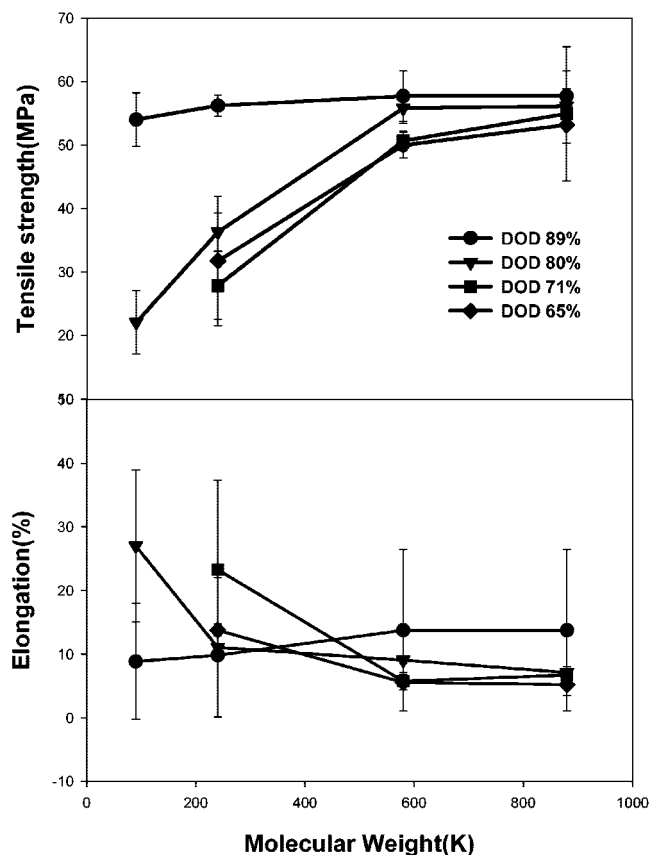 70
60
50
40
30
20
Tensile strength(MPa)
DOD 89%
DOD 80%
DOD 71%
DOD 65%
50
40
30
20
10
0
-10
Elongation(%)
0 200 400 600 800 1000
Molecular Weight(K)